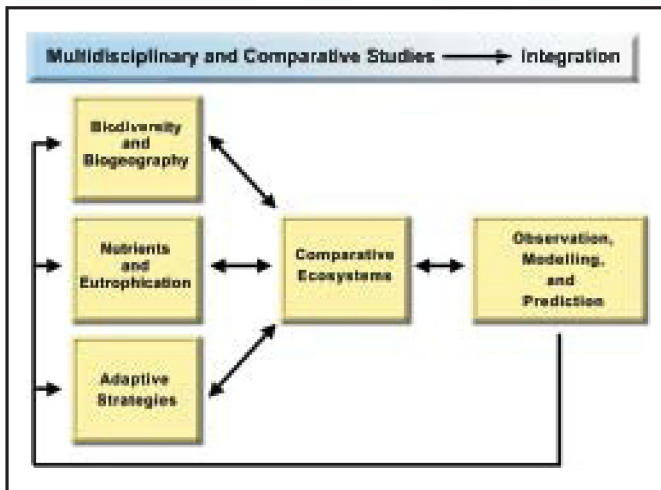 Multidisciplinary and Comparative Studies → Integration
Biodiversity
and
Biogeography
Nutrients
and
Eutrophication
Adaptive
Strategies
Comparative
Ecosystems
Observation,
Modelling,
and
Prediction